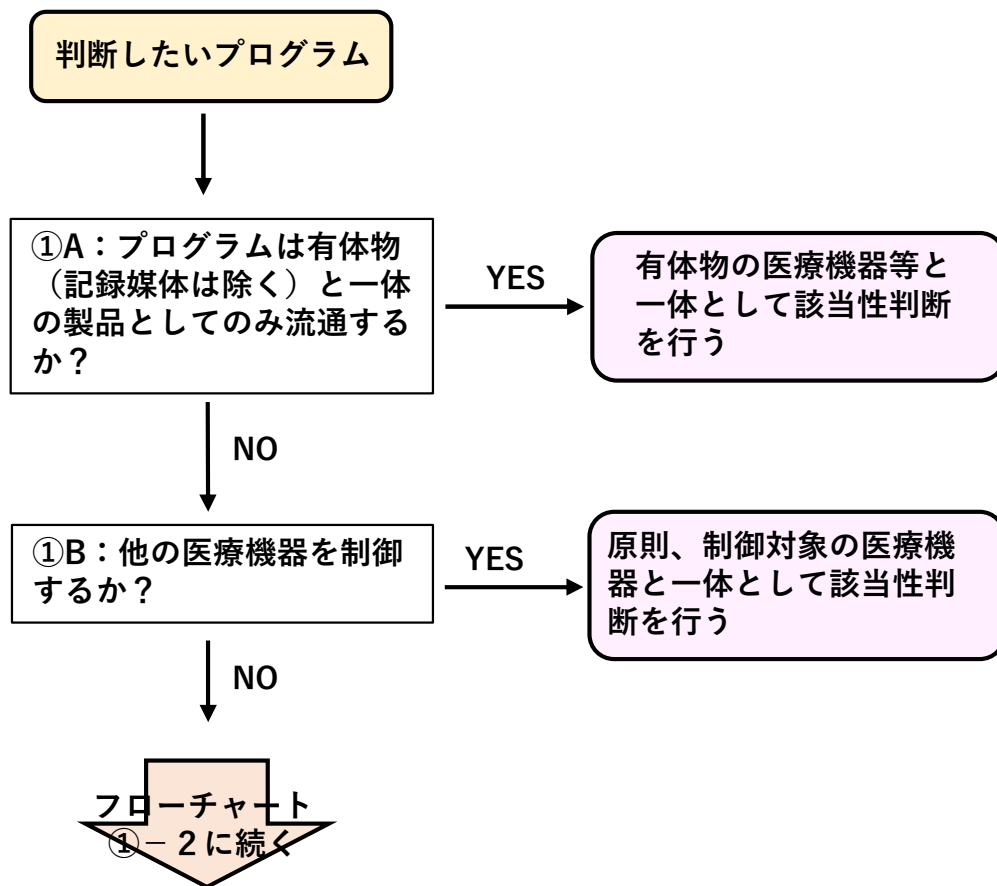 判断したいプログラム
①A：プログラムは有体物
（記録媒体は除く）と一体
の製品としてのみ流通する
か？
YES
有体物の医療機器等と
一体として該当性判断
を行う
NO
①B：他の医療機器を制御
するか？
YES
原則、制御対象の医療機
器と一体として該当性判
断を行う
NO
フローチャート
①－２に続く